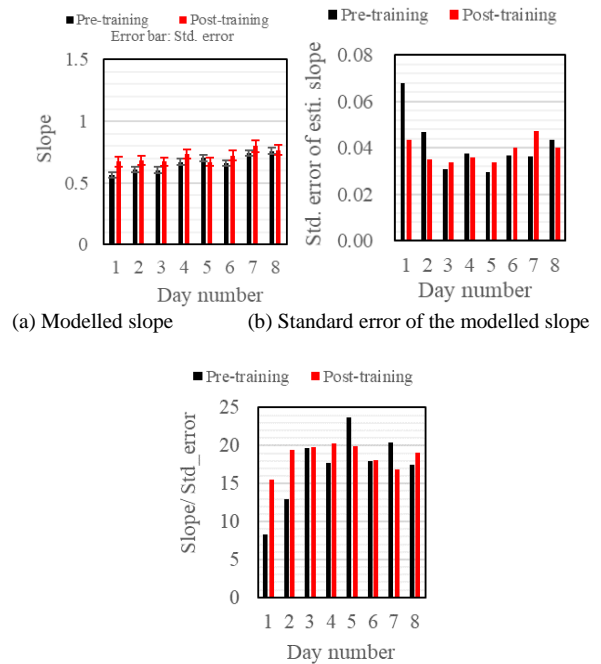 Pre-training Post-training
Error bar: Std. error
1.5
1
0.5
0
Slope
1 2 3 4 5 6 7 8
Day number
(a) Modelled slope
Pre-training Post-training
0.08
0.06
0.04
0.02
0.00
Std. error of esti. slope
1 2 3 4 5 6 7 8
Day number
(b) Standard error of the modelled slope
Pre-training Post-training
25
20
15
10
5
0
Slope/ Std_error
1 2 3 4 5 6 7 8
Day number